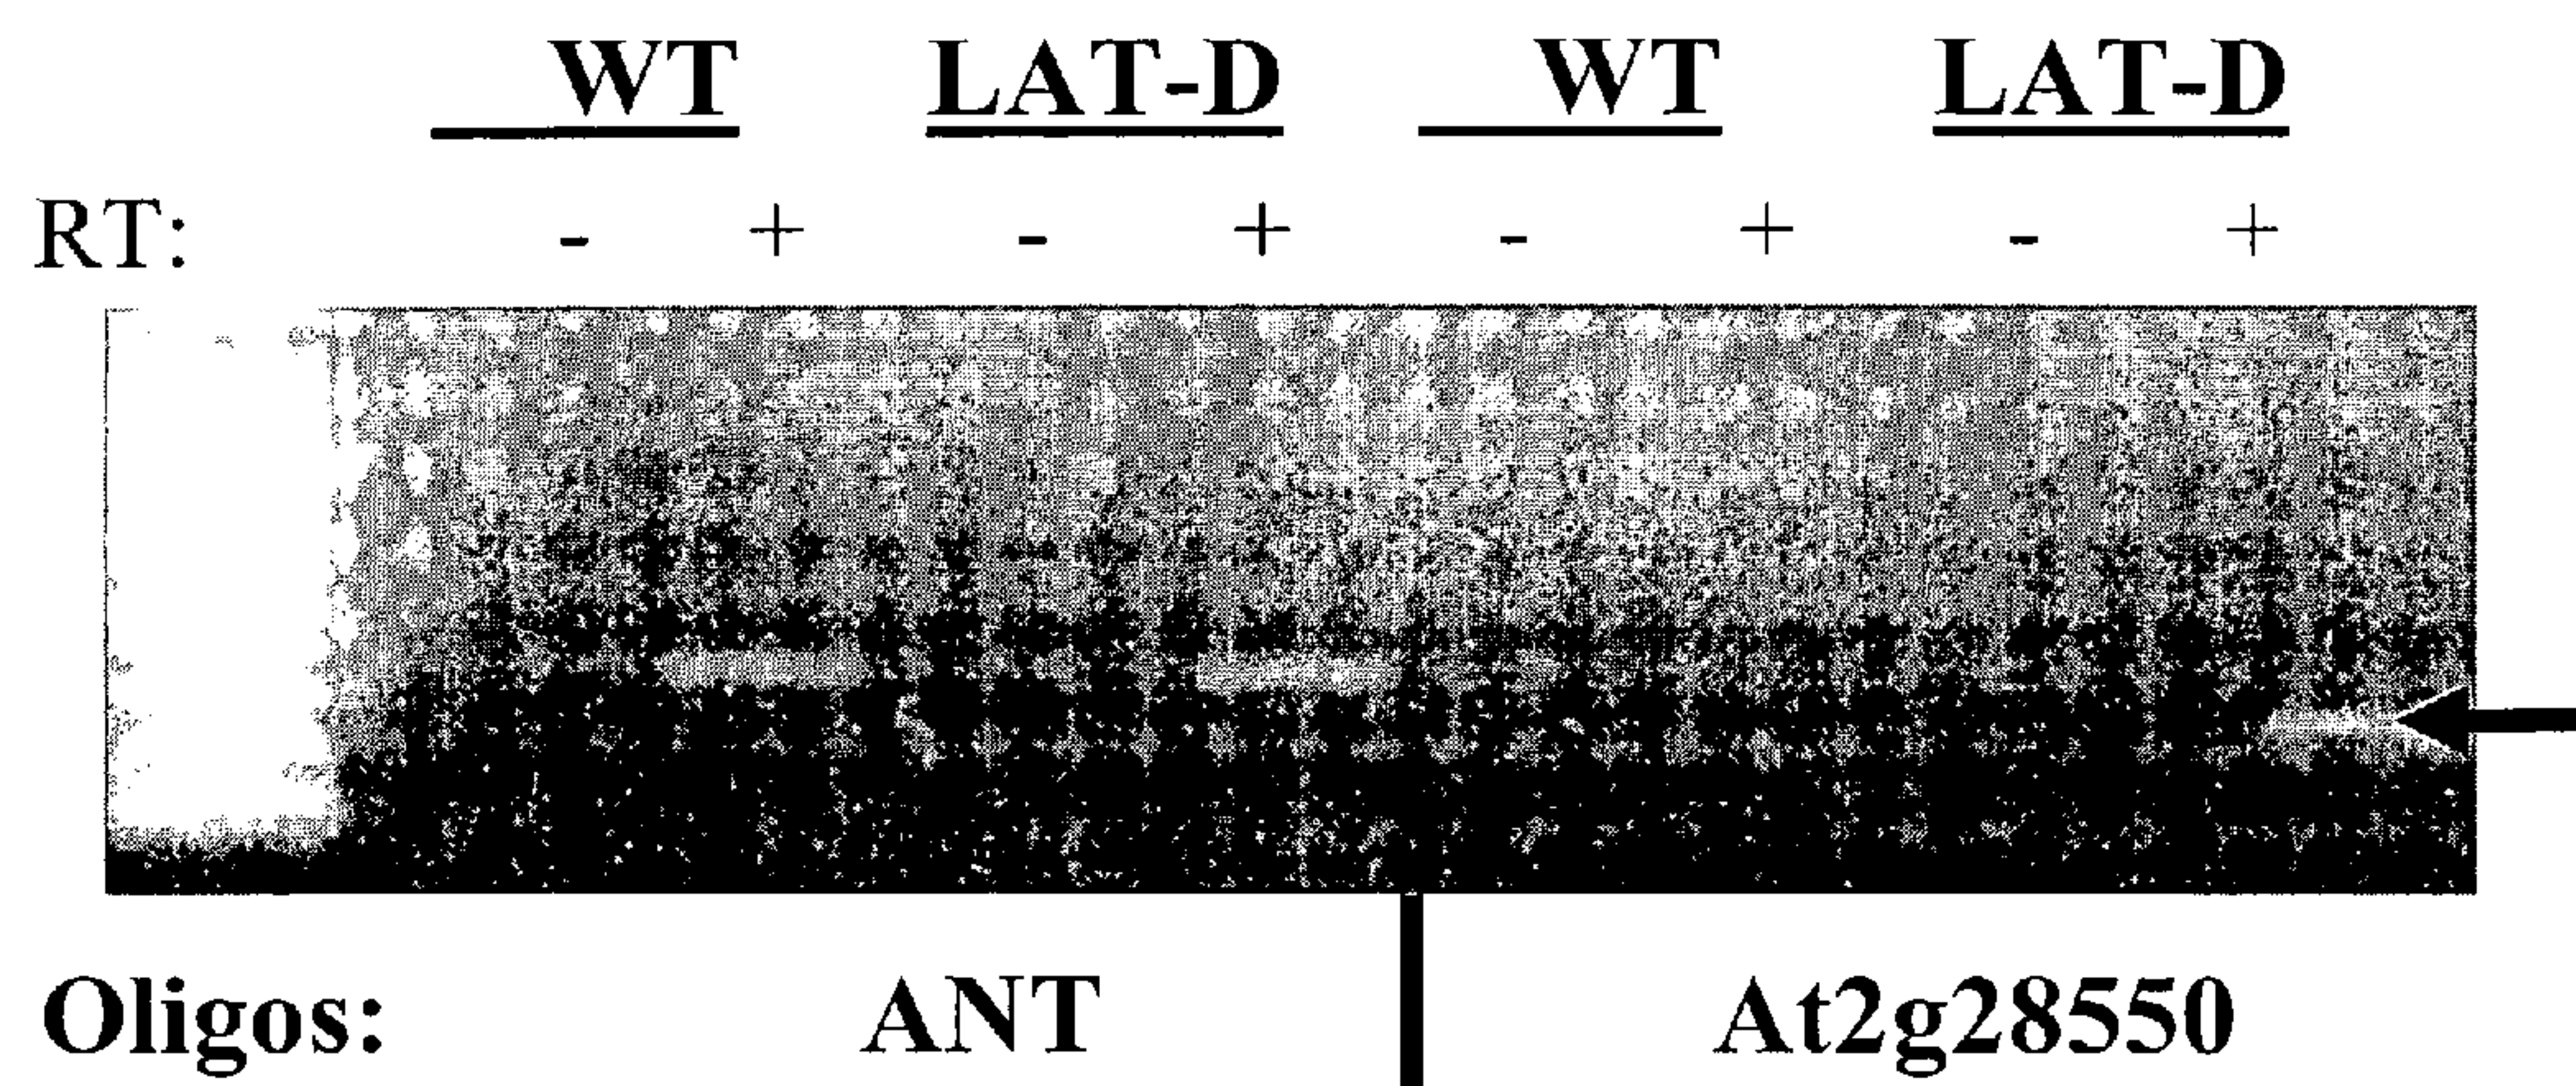 WT LAT-D WT LAT-D
RT: - + - + - + - +
Oligos: ANT At2g28550